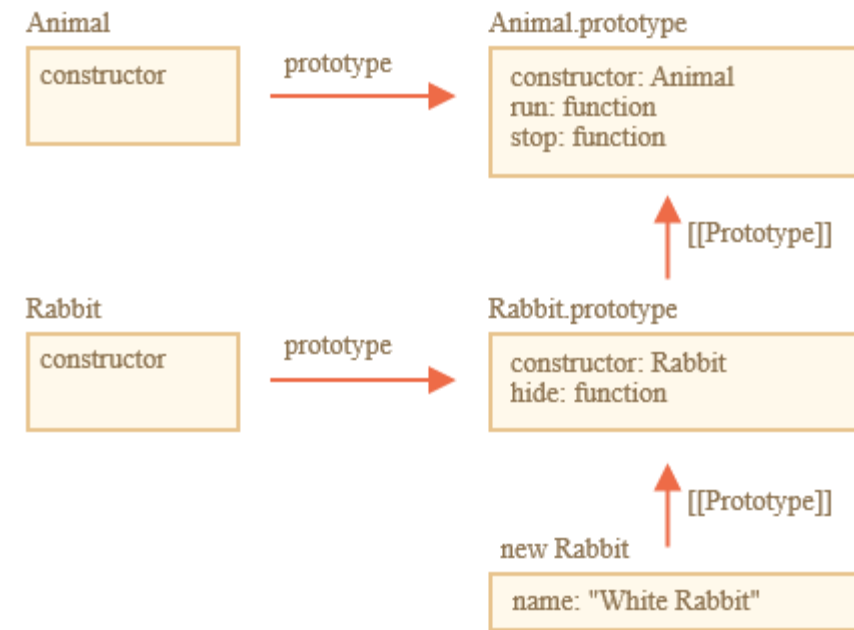 Animal
constructor
prototype
Animal.prototype
constructor: Animal
run: function
stop: function
[[Prototype]]
Rabbit
constructor
prototype
Rabbit.prototype
constructor: Rabbit
hide: function
[[Prototype]]
new Rabbit
name: "White Rabbit"